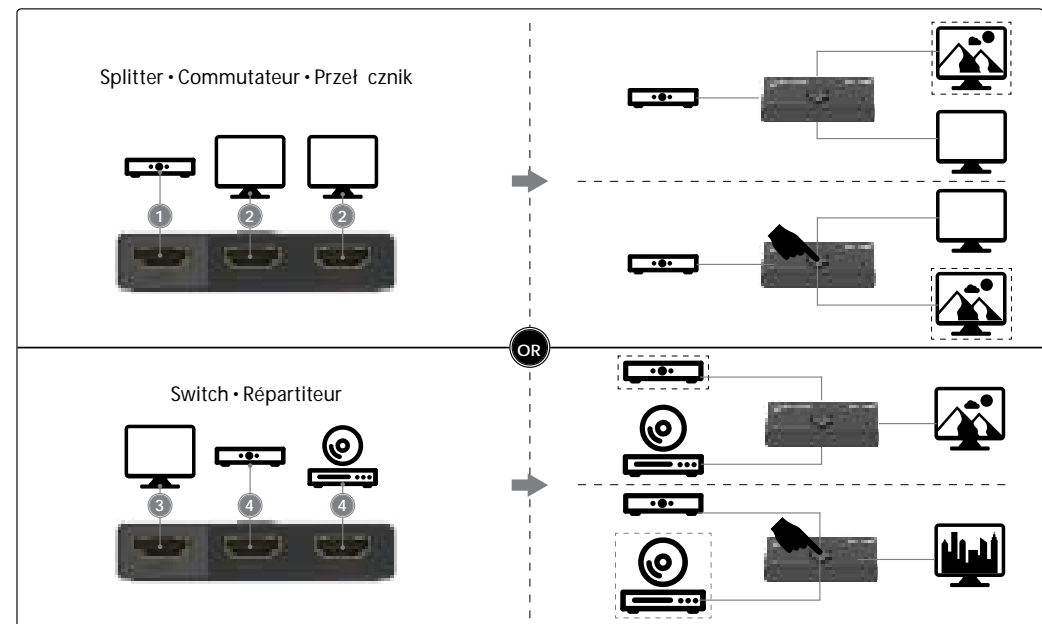 Splitter • Commutateur • Przeł cznik
1
2
2
OR
Switch • Répartiteur
3
4
4